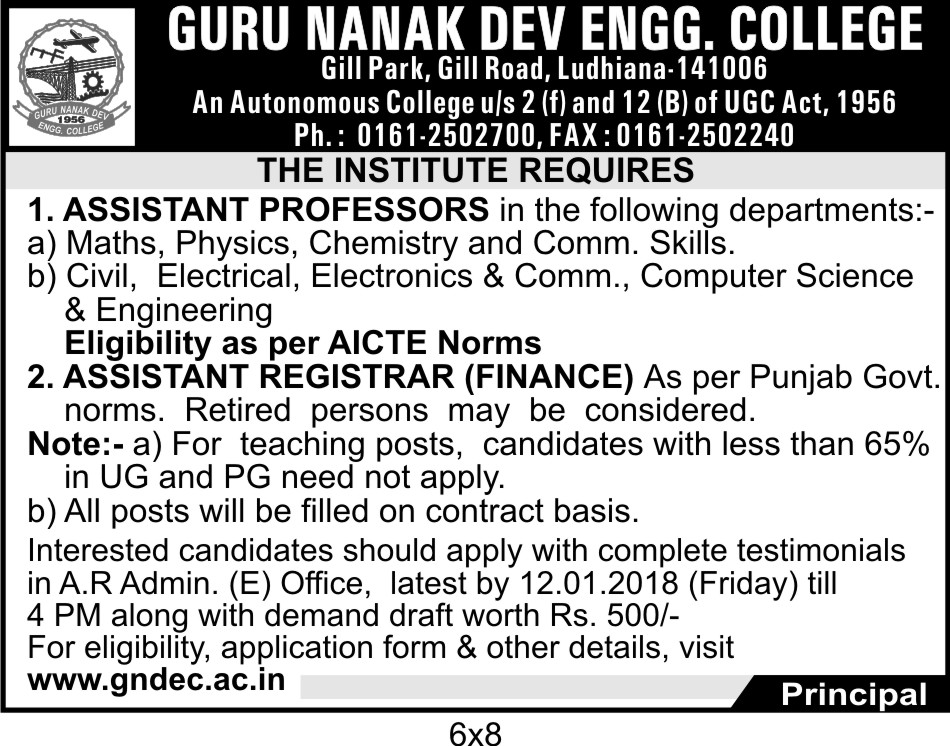 GURU NANAK DEV ENGG. COLLEGE
Gill Park, Gill Road, Ludhiana-141006
An Autonomous College u/s 2 (f) and 12 (B) of UGC Act, 1956
Ph. : 0161-2502700, FAX : 0161-2502240
GURU NANAK DEV
1956
ENGG. COLLEGE
THE INSTITUTE REQUIRES
1. ASSISTANT PROFESSORS in the following departments:-
a) Maths, Physics, Chemistry and Comm. Skills.
b) Civil, Electrical, Electronics & Comm., Computer Science
& Engineering
Eligibility as per AICTE Norms
2. ASSISTANT REGISTRAR (FINANCE) As per Punjab Govt.
norms. Retired persons may be considered.
Note:- a) For teaching posts, candidates with less than 65%
in UG and PG need not apply.
b) All posts will be filled on contract basis.
Interested candidates should apply with complete testimonials
in A.R Admin. (E) Office, latest by 12.01.2018 (Friday) till
4 PM along with demand draft worth Rs. 500/-
For eligibility, application form & other details, visit
www.gndec.ac.in
Principal
6x8